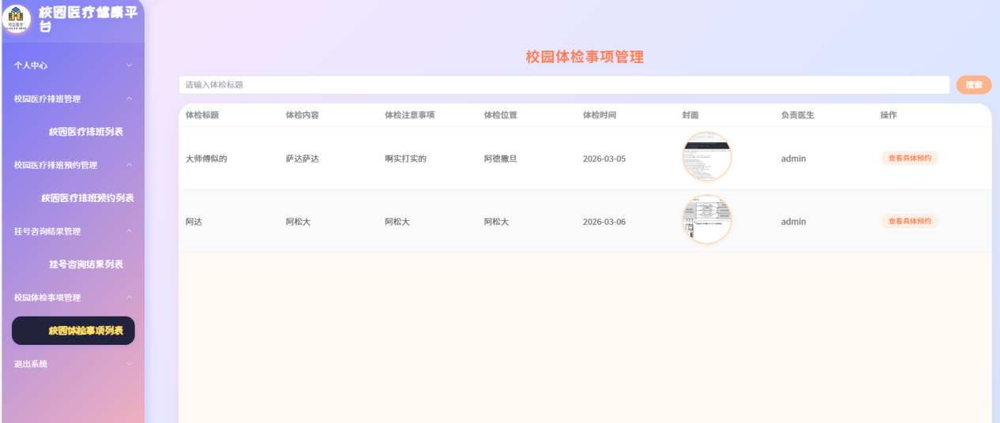 校园医疗健康平
台
个人中心
校园医疗排班管理
校园医疗排班列表
校园医疗排班预约管理
校园医疗排班预约列表
挂号咨询结果管理
挂号咨询结果列表
校园体检事项管理
校园体检事项列表
退出系统
校园体检事项管理
请输入体检标题 搜索
体检标题 体检内容 体检注意事项 体检位置 体检时间 封面 负责医生 操作
大师傅似的 萨达萨达 啊实打实的 阿德撒旦 2026-03-05 admin 查看具体预约
阿达 阿松大 阿松大 阿松大 2026-03-06 admin 查看具体预约